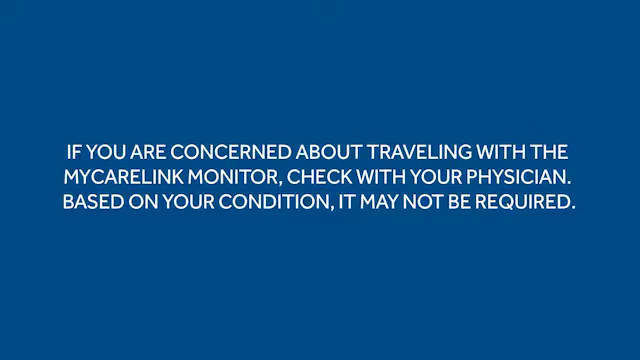 IF YOU ARE CONCERNED ABOUT TRAVELING WITH THE
MYCARELINK MONITOR, CHECK WITH YOUR PHYSICIAN.
BASED ON YOUR CONDITION, IT MAY NOT BE REQUIRED.